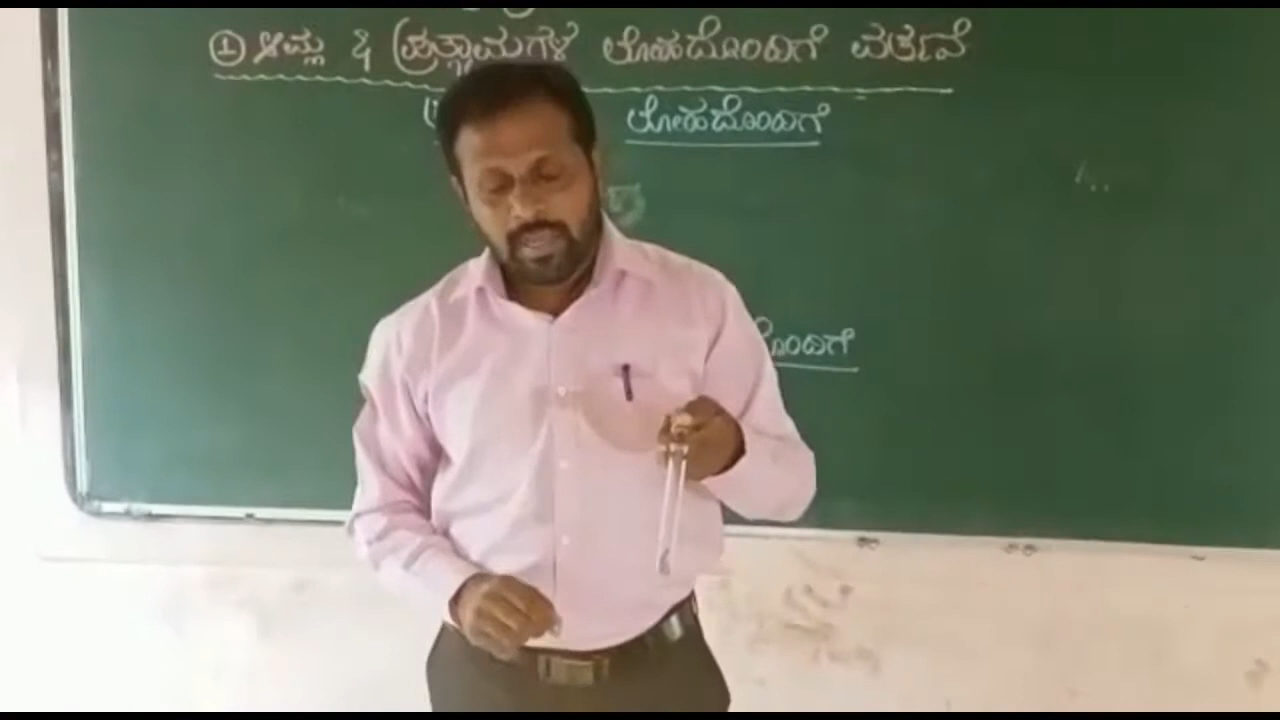 ① ಆಮ್ಲ & ಪ್ರತ್ಯಾಮ್ಲಗಳ ಲೋಹದೊಂದಿಗೆ ವರ್ತನೆ
ಲೋಹದೊಂದಿಗೆ
ದೊಂದಿಗೆ